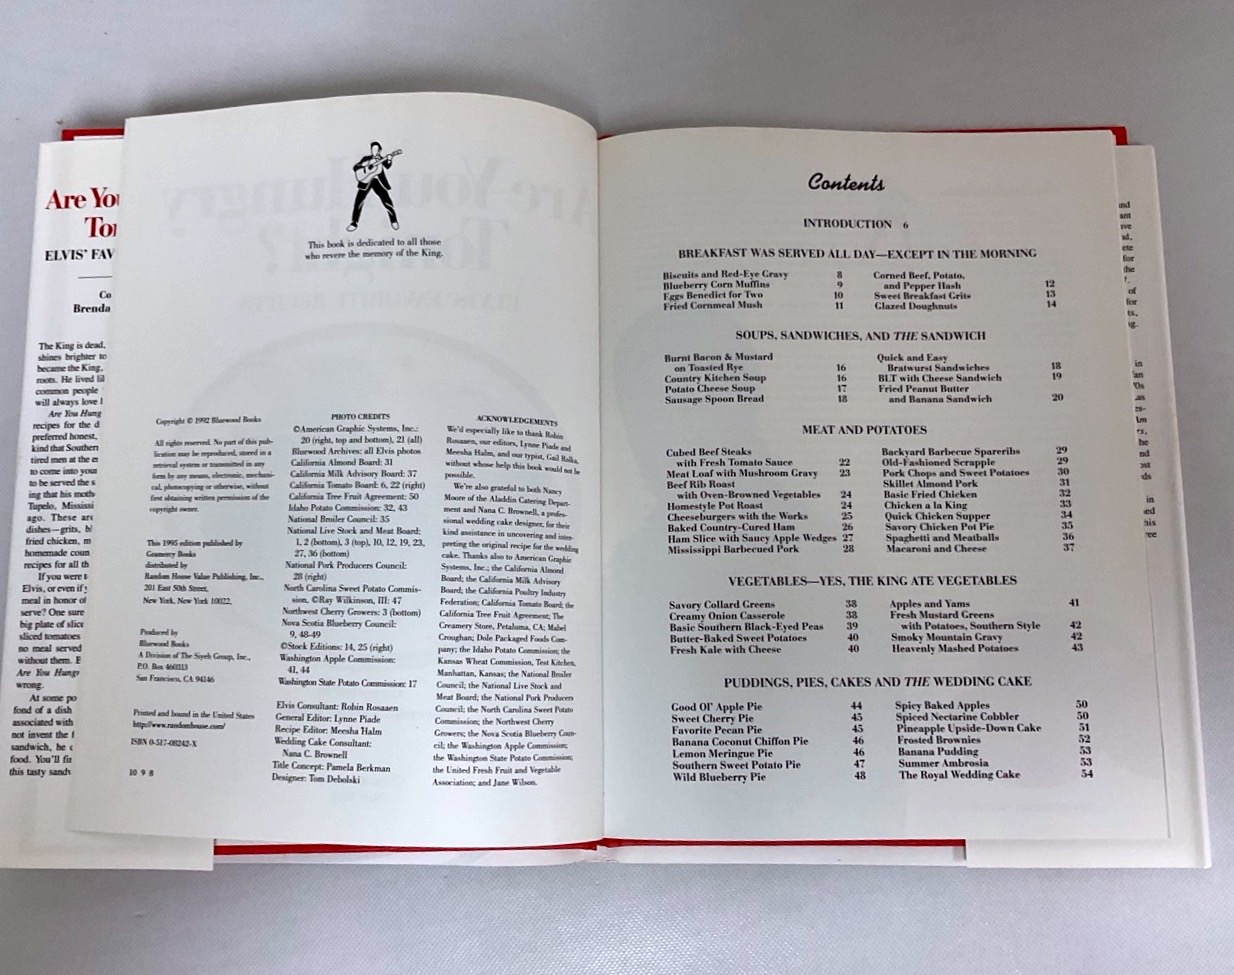 Are You
Tor
ELVIS' FAV
Co
Brenda
The King is dead,
shines brighter to
became the King,
roots. He lived lil
common people
will always love l
Are You Hung
recipes for the d
preferred honest,
kind that Southern
tired men at the e
to come into your
to be served the s
ing that his moth
Tupelo, Mississi
ago. These are
dishes—grits, b
fried chicken, m
homemade coun
recipes for all th
If you were t
Elvis, or even if y
meal in honor of
serve? One sure
big plate of slice
sliced tomatoes
no meal served
without them. E
Are You Hungr
wrong.
At some po
fond of a dish
associated with
not invent the f
sandwich, he c
food. You'll fin
this tasty sandv
This book is dedicated to all those
who revere the memory of the King.
Copyright © 1992 Bluewood Books
All rights reserved. No part of this pub-
lication may be reproduced, stored in a
retrieval system or transmitted in any
form by any means, electronic, mechani-
cal, photocopying or otherwise, without
first obtaining written permission of the
copyright owner.
This 1995 edition published by
Gramercy Books
distributed by
Random House Value Publishing, Inc.,
201 East 50th Street,
New York, New York 10022.
Produced by
Bluewood Books
A Division of The Siyeh Group, Inc.,
P.O. Box 460313
San Francisco, CA 94146
Printed and bound in the United States
http://www.randomhouse.com/
ISBN 0-517-08242-X
10 9 8
PHOTO CREDITS
©American Graphic Systems, Inc.:
20 (right, top and bottom), 21 (all)
Bluewood Archives: all Elvis photos
California Almond Board: 31
California Milk Advisory Board: 37
California Tomato Board: 6, 22 (right)
California Tree Fruit Agreement: 50
Idaho Potato Commission: 32, 43
National Broiler Council: 35
National Live Stock and Meat Board:
1, 2 (bottom), 3 (top), 10, 12, 19, 23,
27, 36 (bottom)
National Pork Producers Council:
28 (right)
North Carolina Sweet Potato Commis-
sion, ©Ray Wilkinson, III: 47
Northwest Cherry Growers: 3 (bottom)
Nova Scotia Blueberry Council:
9, 48-49
©Stock Editions: 14, 25 (right)
Washington Apple Commission:
41, 44
Washington State Potato Commission: 17
Elvis Consultant: Robin Rosaaen
General Editor: Lynne Piade
Recipe Editor: Meesha Halm
Wedding Cake Consultant:
Nana C. Brownell
Title Concept: Pamela Berkman
Designer: Tom Debolski
ACKNOWLEDGEMENTS
We'd especially like to thank Robin
Rosaaen, our editors, Lynne Piade and
Meesha Halm, and our typist, Gail Rolka,
without whose help this book would not be
possible.
We're also grateful to both Nancy
Moore of the Aladdin Catering Depart-
ment and Nana C. Brownell, a profes-
sional wedding cake designer, for their
kind assistance in uncovering and inter-
preting the original recipe for the wedding
cake. Thanks also to American Graphic
Systems, Inc.; the California Almond
Board; the California Milk Advisory
Board; the California Poultry Industry
Federation; California Tomato Board; the
California Tree Fruit Agreement; The
Creamery Store, Petaluma, CA; Mabel
Croughan; Dole Packaged Foods Com-
pany; the Idaho Potato Commission; the
Kansas Wheat Commission, Test Kitchen,
Manhattan, Kansas; the National Broiler
Council; the National Live Stock and
Meat Board; the National Pork Producers
Council; the North Carolina Sweet Potato
Commission; the Northwest Cherry
Growers; the Nova Scotia Blueberry Coun-
cil; the Washington Apple Commission;
the Washington State Potato Commission;
the United Fresh Fruit and Vegetable
Association; and Jane Wilson.
Contents
INTRODUCTION 6
BREAKFAST WAS SERVED ALL DAY—EXCEPT IN THE MORNING
Biscuits and Red-Eye Gravy 8
Blueberry Corn Muffins 9
Eggs Benedict for Two 10
Fried Cornmeal Mush 11
Corned Beef, Potato,
and Pepper Hash 12
Sweet Breakfast Grits 13
Glazed Doughnuts 14
SOUPS, SANDWICHES, AND THE SANDWICH
Burnt Bacon & Mustard
on Toasted Rye 16
Country Kitchen Soup 16
Potato Cheese Soup 17
Sausage Spoon Bread 18
Quick and Easy
Bratwurst Sandwiches 18
BLT with Cheese Sandwich 19
Fried Peanut Butter
and Banana Sandwich 20
MEAT AND POTATOES
Cubed Beef Steaks
with Fresh Tomato Sauce 22
Meat Loaf with Mushroom Gravy 23
Beef Rib Roast
with Oven-Browned Vegetables 24
Homestyle Pot Roast 24
Cheeseburgers with the Works 25
Baked Country-Cured Ham 26
Ham Slice with Saucy Apple Wedges 27
Mississippi Barbecued Pork 28
Backyard Barbecue Spareribs 29
Old-Fashioned Scrapple 29
Pork Chops and Sweet Potatoes 30
Skillet Almond Pork 31
Basic Fried Chicken 32
Chicken a la King 33
Quick Chicken Supper 34
Savory Chicken Pot Pie 35
Spaghetti and Meatballs 36
Macaroni and Cheese 37
VEGETABLES—YES, THE KING ATE VEGETABLES
Savory Collard Greens 38
Creamy Onion Casserole 38
Basic Southern Black-Eyed Peas 39
Butter-Baked Sweet Potatoes 40
Fresh Kale with Cheese 40
Apples and Yams 41
Fresh Mustard Greens
with Potatoes, Southern Style 42
Smoky Mountain Gravy 42
Heavenly Mashed Potatoes 43
PUDDINGS, PIES, CAKES AND THE WEDDING CAKE
Good Ol' Apple Pie 44
Sweet Cherry Pie 45
Favorite Pecan Pie 45
Banana Coconut Chiffon Pie 46
Lemon Meringue Pie 46
Southern Sweet Potato Pie 47
Wild Blueberry Pie 48
Spicy Baked Apples 50
Spiced Nectarine Cobbler 50
Pineapple Upside-Down Cake 51
Frosted Brownies 52
Banana Pudding 53
Summer Ambrosia 53
The Royal Wedding Cake 54